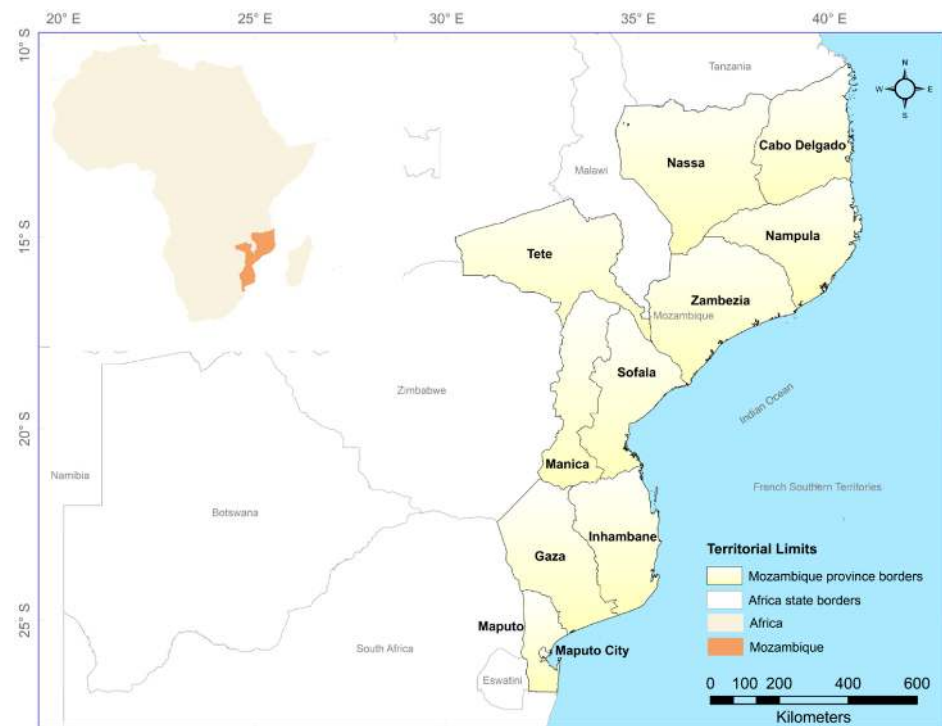 20° E
25° E
30° E
35° E
40° E
10° S
15° S
20° S
25° S
N
W
E
S
Tanzania
Cabo Delgado
Nassa
Malawi
Nampula
Tete
Zambezia
Mozambique
Sofala
Zimbabwe
Indian Ocean
Manica
Namibia
French Southern Territories
Botswana
Inhambane
Gaza
Maputo
South Africa
Maputo City
Eswatini
Territorial Limits
Mozambique province borders
Africa state borders
Africa
Mozambique
0 100 200 400 600
Kilometers